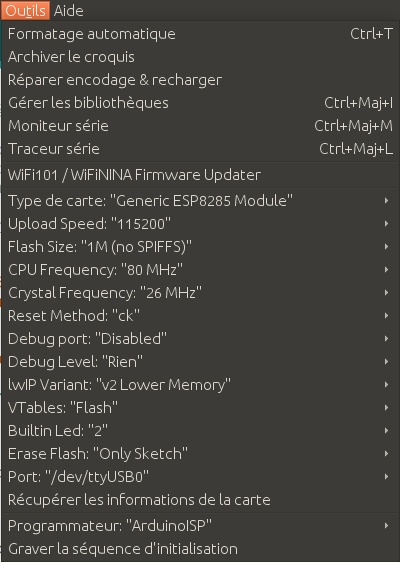 Outils Aide
Formatage automatique Ctrl+T
Archiver le croquis
Réparer encodage & recharger
Gérer les bibliothèques Ctrl+Maj+I
Moniteur série Ctrl+Maj+M
Traceur série Ctrl+Maj+L
WiFi101 / WiFiNINA Firmware Updater
Type de carte: "Generic ESP8285 Module"
Upload Speed: "115200"
Flash Size: "1M (no SPIFFS)"
CPU Frequency: "80 MHz"
Crystal Frequency: "26 MHz"
Reset Method: "ck"
Debug port: "Disabled"
Debug Level: "Rien"
lwIP Variant: "v2 Lower Memory"
VTables: "Flash"
Builtin Led: "2"
Erase Flash: "Only Sketch"
Port: "/dev/ttyUSB0"
Récupérer les informations de la carte
Programmateur: "ArduinoISP"
Graver la séquence d'initialisation